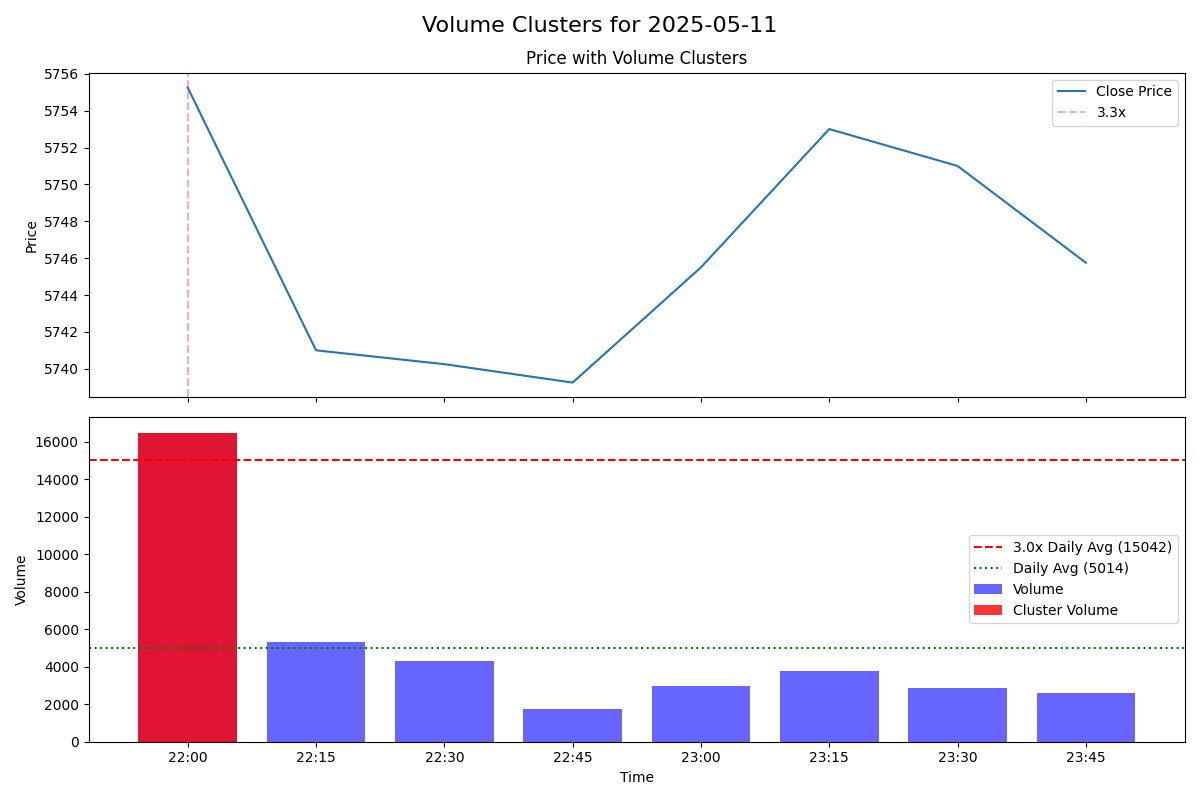 Volume Clusters for 2025-05-11
Price with Volume Clusters
5756
5754
5752
5750
5748
5746
5744
5742
5740
Price
Close Price
3.3x
16000
14000
12000
10000
8000
6000
4000
2000
0
Volume
3.0x Daily Avg (15042)
Daily Avg (5014)
Volume
Cluster Volume
22:00 22:15 22:30 22:45 23:00 23:15 23:30 23:45
Time